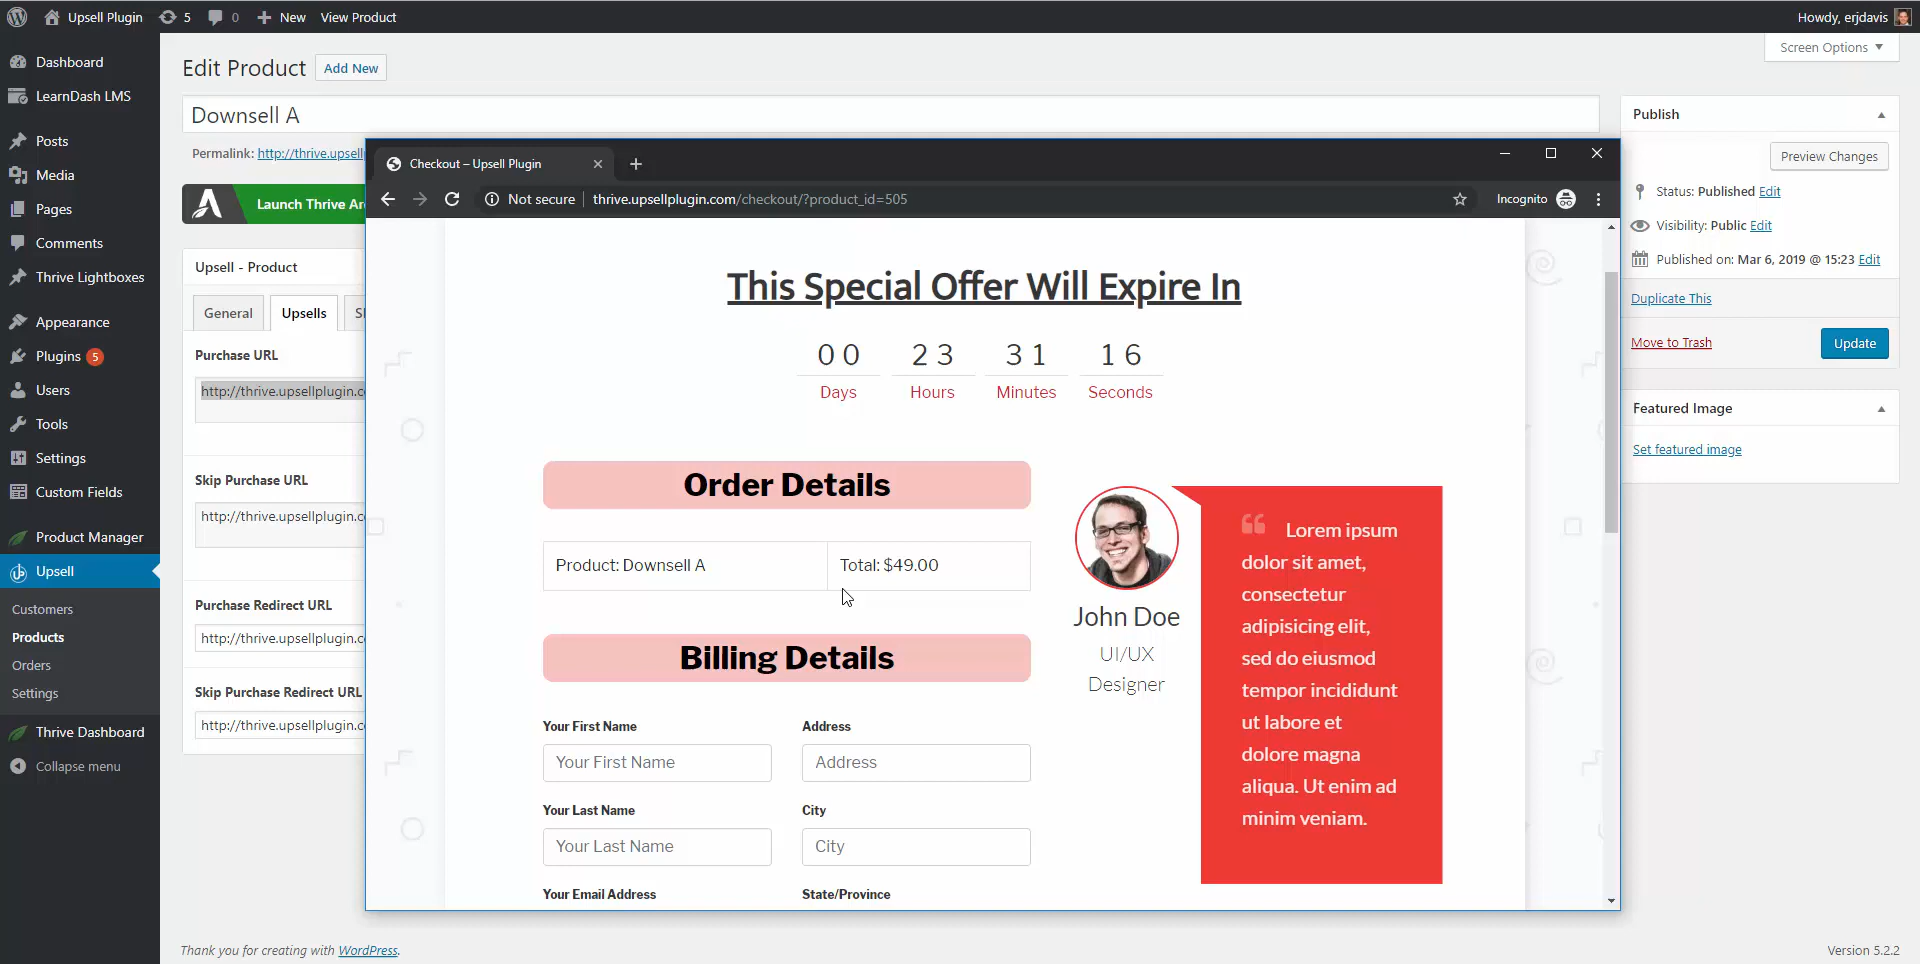 Upsell Plugin
5
0
New
View Product
Howdy, erjdavis
Screen Options
Dashboard
LearnDash LMS
Posts
Media
Pages
Comments
Thrive Lightboxes
Appearance
Plugins 5
Users
Tools
Settings
Custom Fields
Product Manager
Upsell
Customers
Products
Orders
Settings
Thrive Dashboard
Collapse menu
Edit Product
Add New
Downsell A
Permalink: http://thrive.upsell
Launch Thrive Ar
Upsell - Product
General
Upsells
Purchase URL
http://thrive.upsellplugin.c
Skip Purchase URL
http://thrive.upsellplugin.c
Purchase Redirect URL
http://thrive.upsellplugin.c
Skip Purchase Redirect URL
http://thrive.upsellplugin.c
Checkout – Upsell Plugin
Not secure
thrive.upsellplugin.com/checkout/?product_id=505
Incognito
This Special Offer Will Expire In
00 23 31 16
Days Hours Minutes Seconds
Order Details
Product: Downsell A
Total: $49.00
Billing Details
Your First Name
Address
Your First Name
Address
Your Last Name
City
Your Last Name
City
Your Email Address
State/Province
John Doe
UI/UX
Designer
“ Lorem ipsum
dolor sit amet,
consectetur
adipisicing elit,
sed do eiusmod
tempor incididunt
ut labore et
dolore magna
aliqua. Ut enim ad
minim veniam.
Publish
Preview Changes
Status: Published Edit
Visibility: Public Edit
Published on: Mar 6, 2019 @ 15:23 Edit
Duplicate This
Move to Trash
Update
Featured Image
Set featured image
Thank you for creating with WordPress.
Version 5.2.2